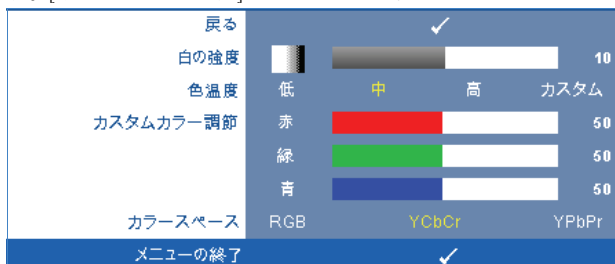 戻る
白の強度 10
色温度 低 中 高 カスタム
カスタムカラー調節 赤 50
緑 50
青 50
カラースペース RGB YCbCr YPbPr
メニューの終了